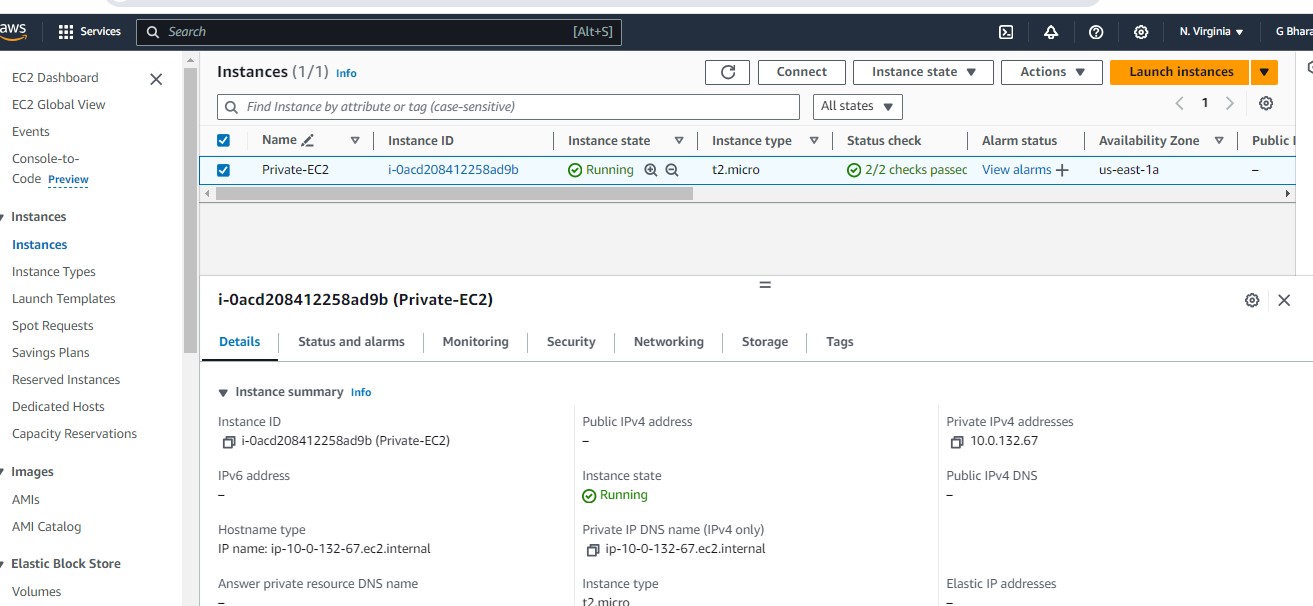 aws Services Search [Alt+S] N. Virginia G Bhara
EC2 Dashboard
EC2 Global View
Events
Console-to-
Code Preview
Instances
Instances
Instance Types
Launch Templates
Spot Requests
Savings Plans
Reserved Instances
Dedicated Hosts
Capacity Reservations
Images
AMIs
AMI Catalog
Elastic Block Store
Volumes
Instances (1/1) Info Connect Instance state Actions Launch instances
Find Instance by attribute or tag (case-sensitive) All states 1
Name Instance ID Instance state Instance type Status check Alarm status Availability Zone Public I
Private-EC2 i-0acd208412258ad9b Running t2.micro 2/2 checks passec View alarms + us-east-1a –
i-0acd208412258ad9b (Private-EC2)
Details Status and alarms Monitoring Security Networking Storage Tags
Instance summary Info
Instance ID Public IPv4 address Private IPv4 addresses
i-0acd208412258ad9b (Private-EC2) – 10.0.132.67
IPv6 address Instance state Public IPv4 DNS
– Running –
Hostname type Private IP DNS name (IPv4 only)
IP name: ip-10-0-132-67.ec2.internal ip-10-0-132-67.ec2.internal
Answer private resource DNS name Instance type Elastic IP addresses
– t2.micro –